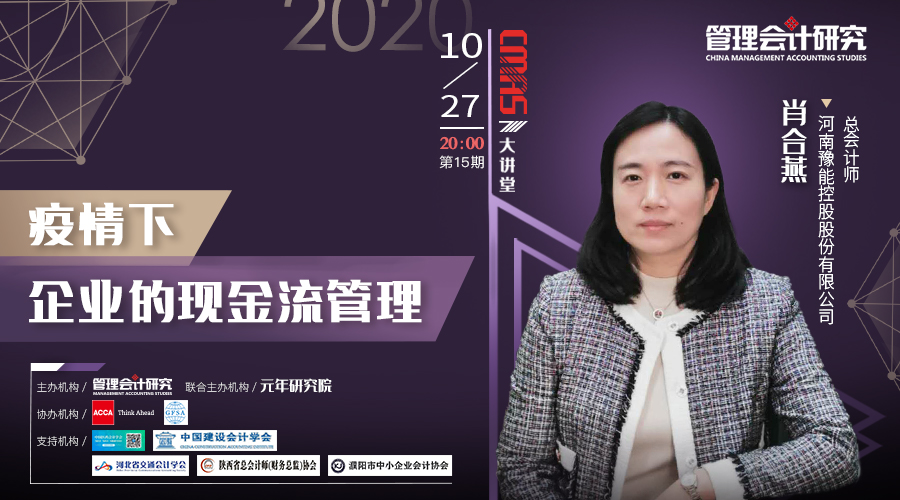 2020
10
27
20:00
第15期
CMAS
大讲堂
管理会计研究
CHINA MANAGEMENT ACCOUNTING STUDIES
肖合燕
河南豫能控股股份有限公司
总会计师
疫情下
企业的现金流管理
主办机构 / 管理会计研究 联合主办机构 / 元年研究院
MANAGEMENT ACCOUNTING STUDIES
协办机构 / ACCA Think Ahead GFSA
支持机构 / 中国建设会计学会
河北省交通会计学会 陕西省总会计师(财务总监)协会 濮阳市中小企业会计协会